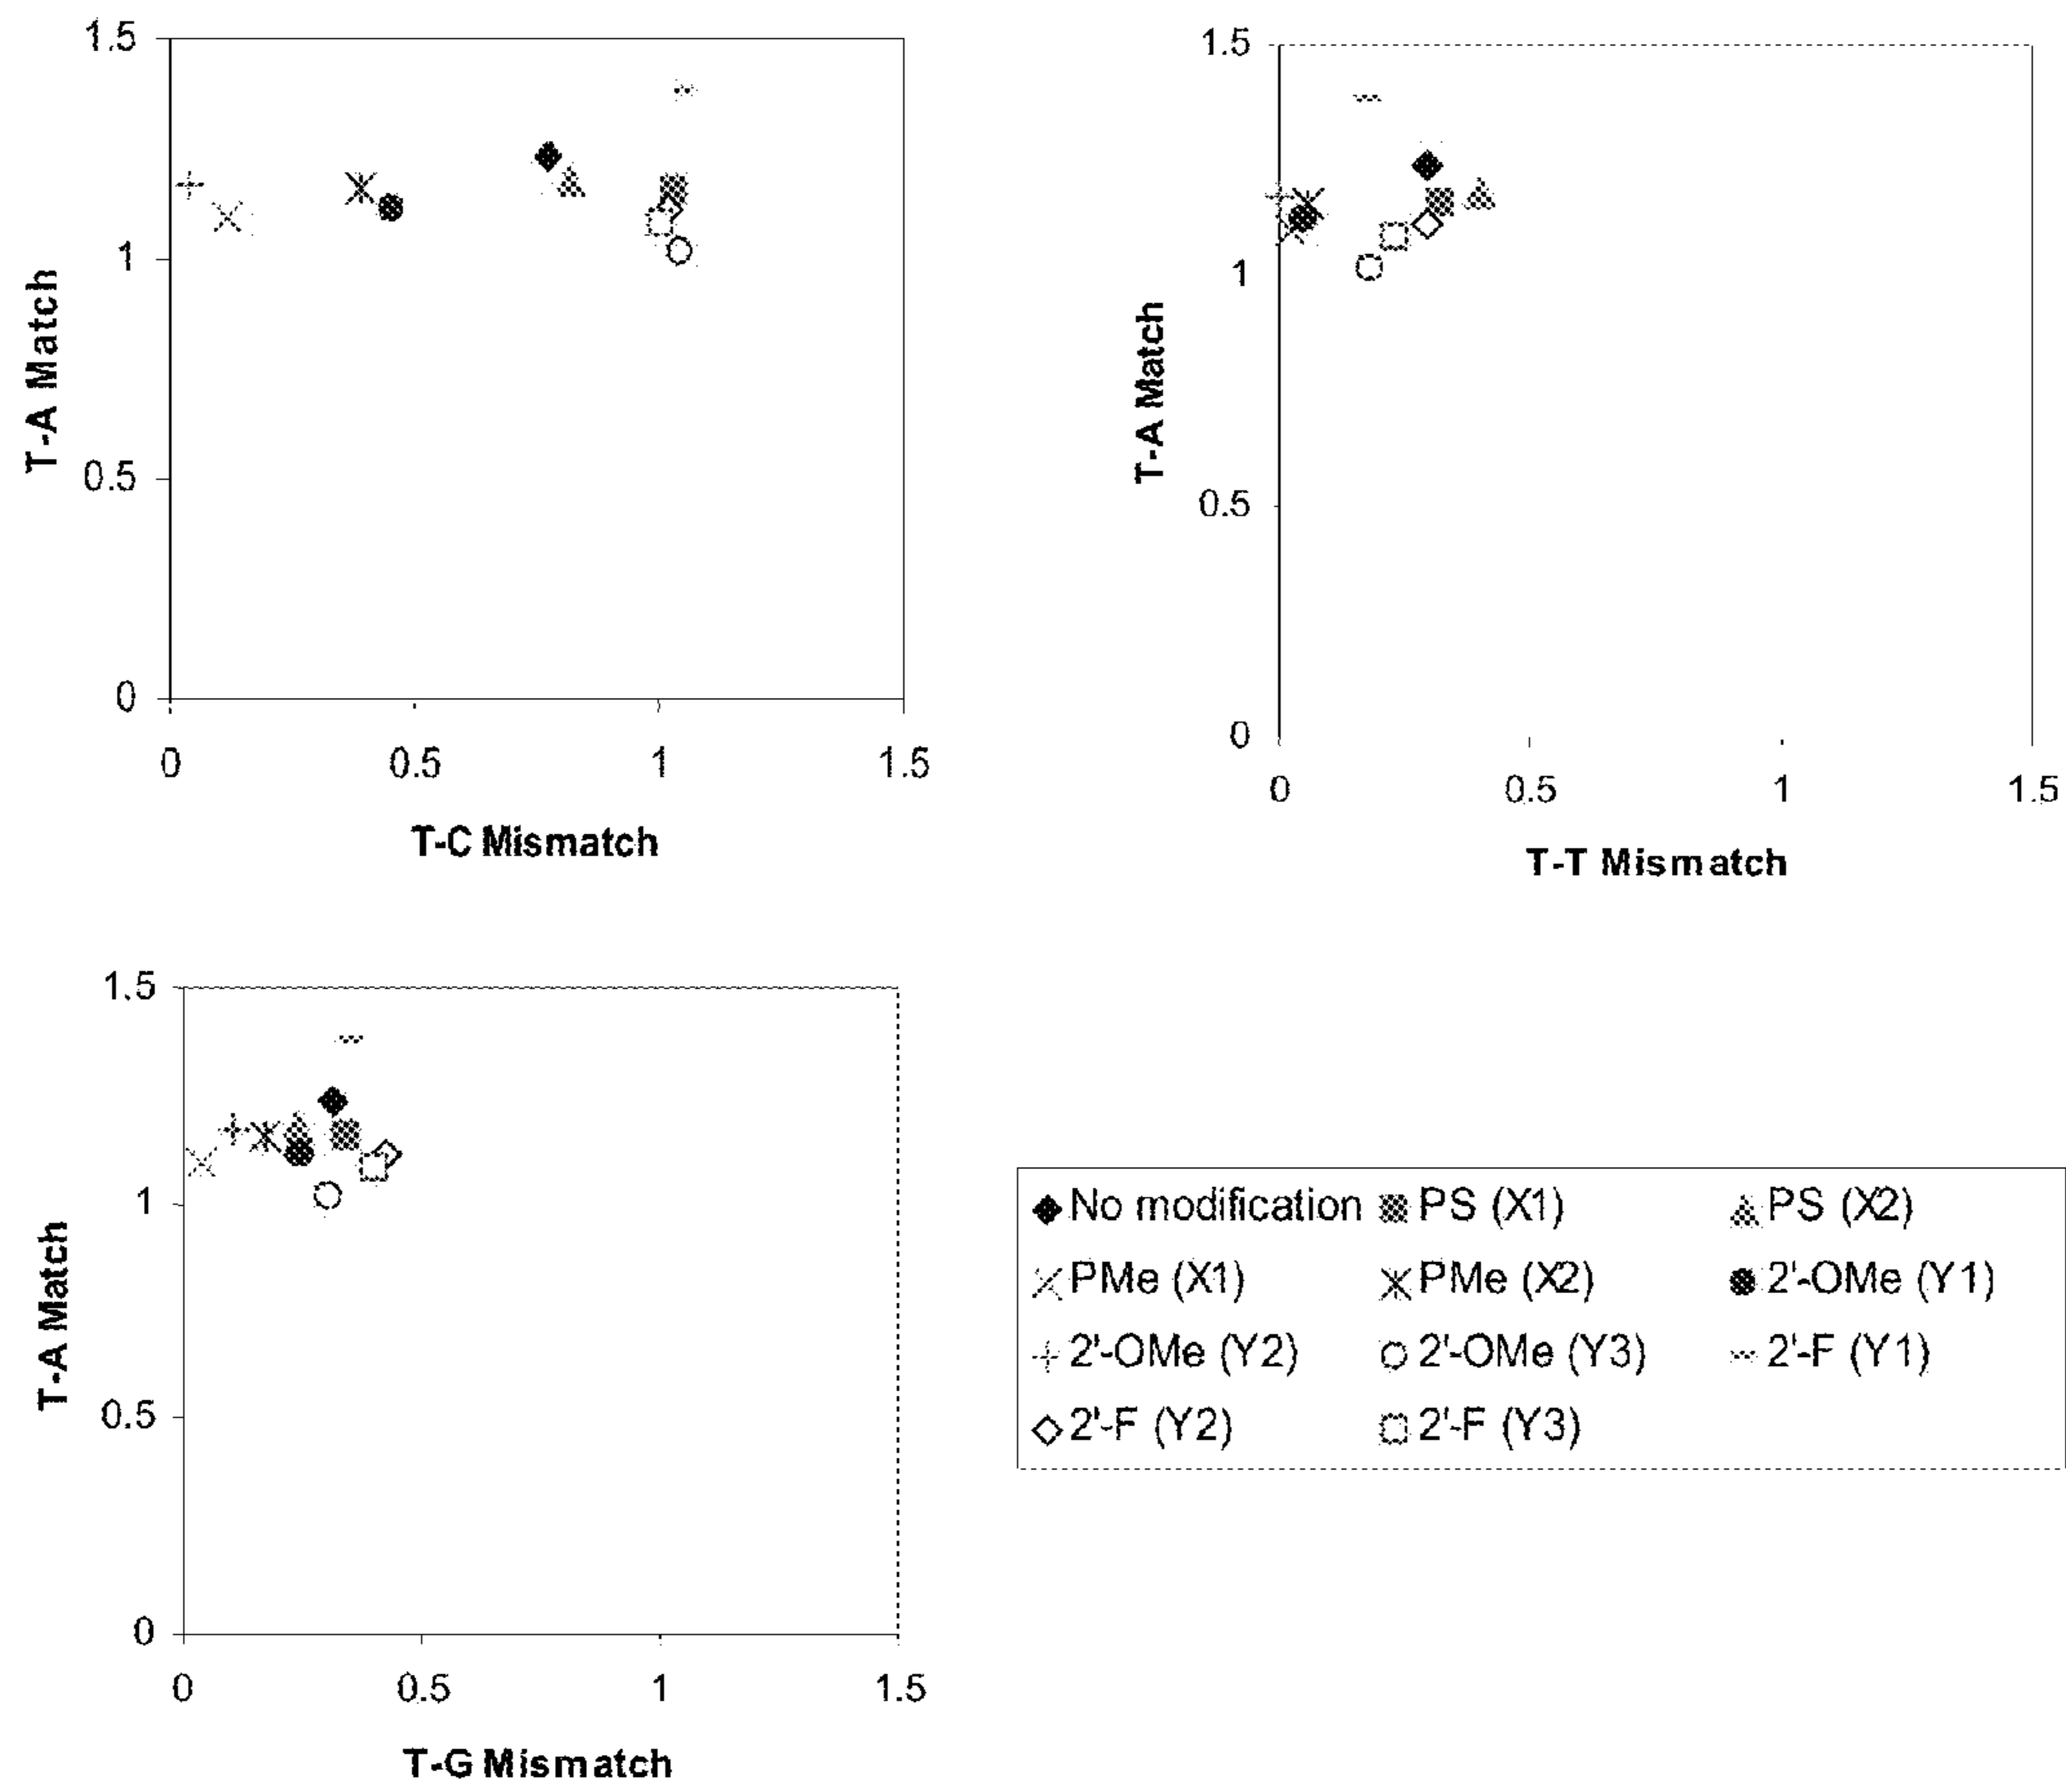 1.5
1
0.5
0
T-A Match
0 0.5 1 1.5
T-C Mismatch
1.5
1
0.5
0
T-A Match
0 0.5 1 1.5
T-T Mismatch
1.5
1
0.5
0
T-A Match
0 0.5 1 1.5
T-G Mismatch
No modification PS (X1) PS (X2)
PMe (X1) PMe (X2) 2'-OMe (Y1)
2'-OMe (Y2) 2'-OMe (Y3) 2'-F (Y1)
2'-F (Y2) 2'-F (Y3)